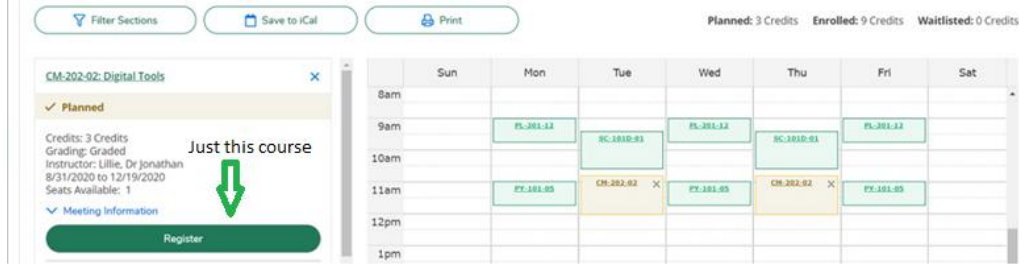 Filter Sections
Save to iCal
Print
Planned: 3 Credits Enrolled: 9 Credits Waitlisted: 0 Credits
CM-202-02: Digital Tools
Planned
Credits: 3 Credits
Grading: Graded
Instructor: Lillie, Dr Jonathan
8/31/2020 to 12/19/2020
Seats Available: 1
Just this course
Meeting Information
Register
Sun Mon Tue Wed Thu Fri Sat
8am
9am
PL-201-12 PL-201-12 PL-201-12
SC-101D-01 SC-101D-01
10am
11am
CM-202-02 CM-202-02
PY-101-05 PY-101-05 PY-101-05
12pm
1pm